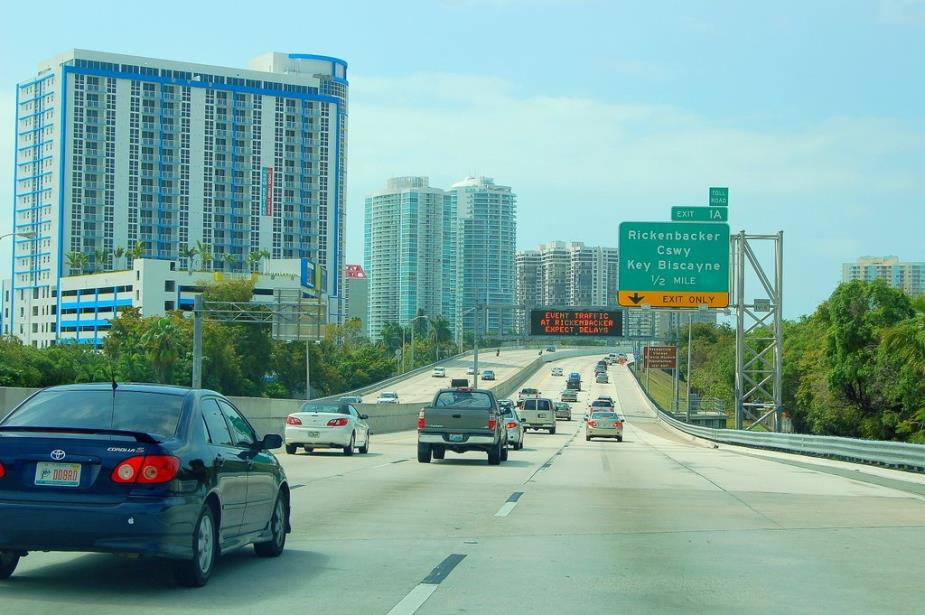 TOLL
ROAD
EXIT 1A
Rickenbacker
Cswy
Key Biscayne
1/2 MILE
EXIT ONLY
EVENT TRAFFIC
AT RICKENBACKER
EXPECT DELAYS
COROLLA
S